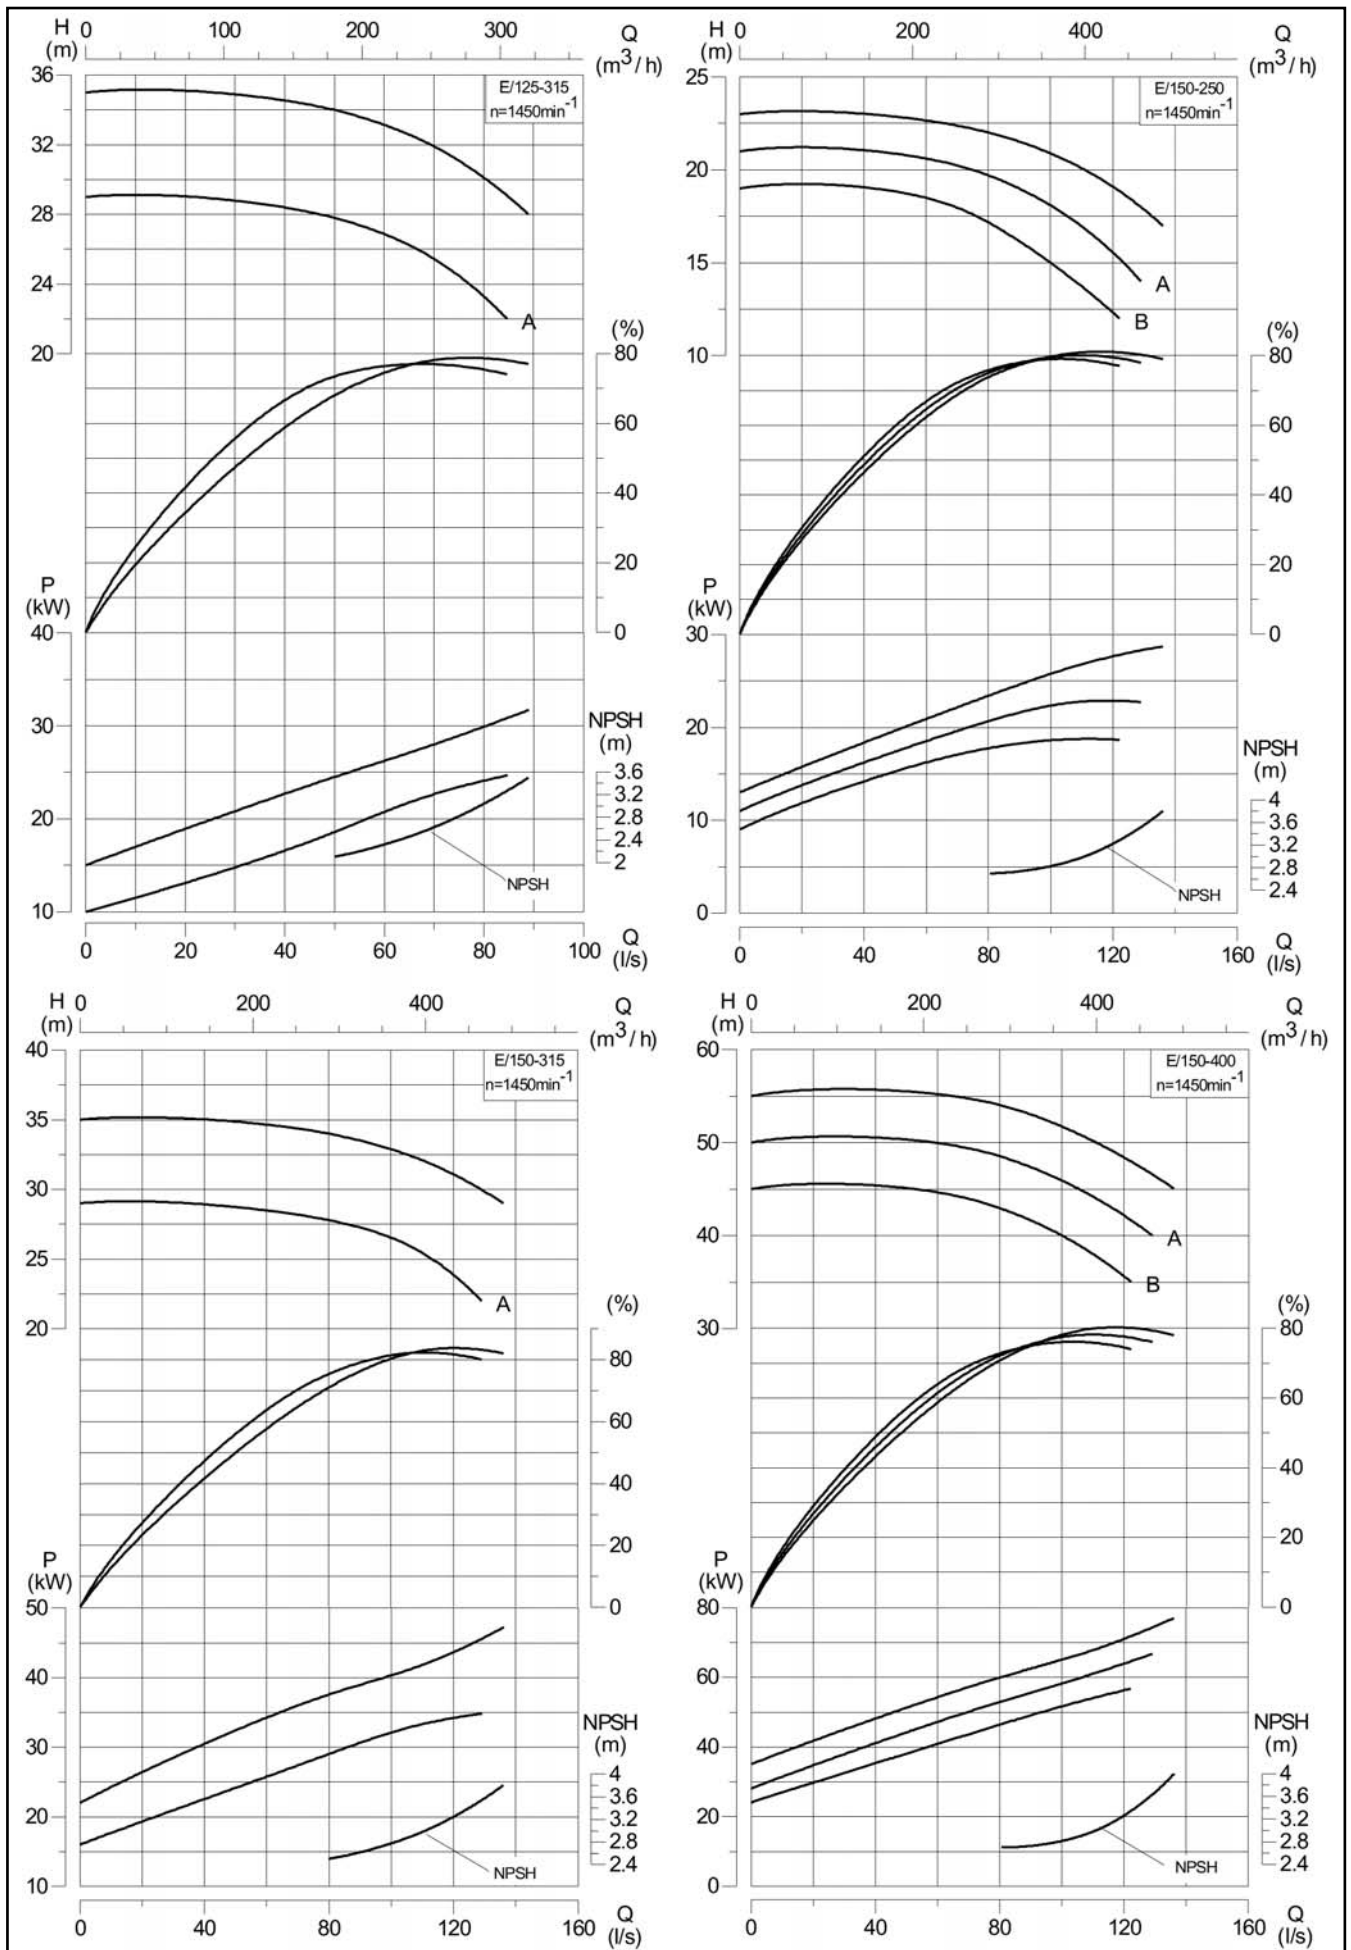 H 0 100 200 300 Q
(m) (m³/h)
E/125-315
n=1450min⁻¹
36
32
28
24
20
A
(%)
80
60
40
20
0
P
(kW)
40
30
20
10
NPSH
(m)
3.6
3.2
2.8
2.4
2
NPSH
0 20 40 60 80 100 Q
(l/s)
H 0 200 400 Q
(m) (m³/h)
E/150-250
n=1450min⁻¹
25
20
15
10
A
B
(%)
80
60
40
20
0
P
(kW)
30
20
10
0
NPSH
(m)
4
3.6
3.2
2.8
2.4
NPSH
0 40 80 120 160 Q
(l/s)
H 0 200 400 Q
(m) (m³/h)
E/150-315
n=1450min⁻¹
40
35
30
25
20
A
(%)
80
60
40
20
0
P
(kW)
50
40
30
20
10
NPSH
(m)
4
3.6
3.2
2.8
2.4
NPSH
0 40 80 120 160 Q
(l/s)
H 0 200 400 Q
(m) (m³/h)
E/150-400
n=1450min⁻¹
60
50
40
30
A
B
(%)
80
60
40
20
0
P
(kW)
80
60
40
20
0
NPSH
(m)
4
3.6
3.2
2.8
2.4
NPSH
0 40 80 120 160 Q
(l/s)